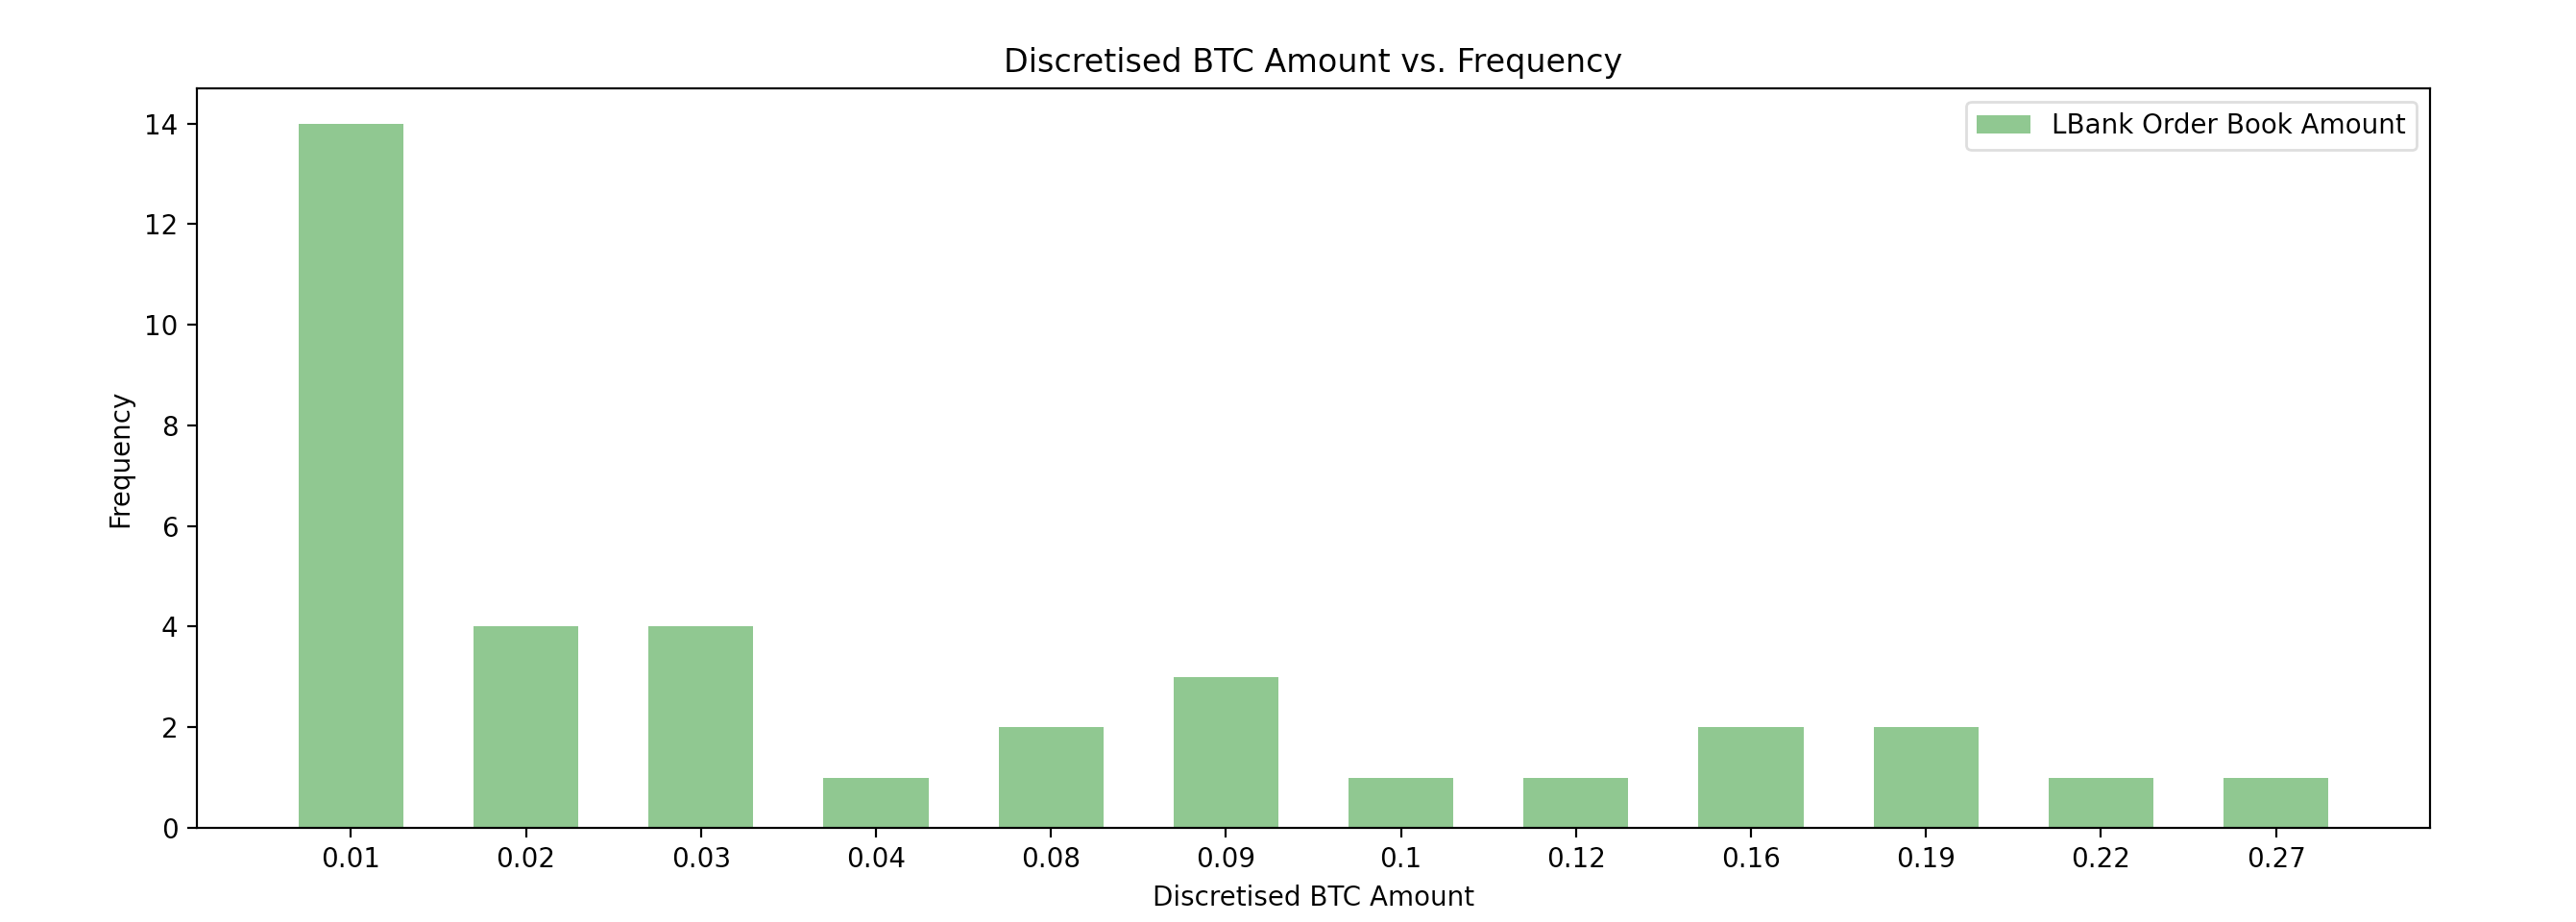 Discretised BTC Amount vs. Frequency
LBank Order Book Amount
14
12
10
8
6
4
2
0
Frequency
0.01 0.02 0.03 0.04 0.08 0.09 0.1 0.12 0.16 0.19 0.22 0.27
Discretised BTC Amount